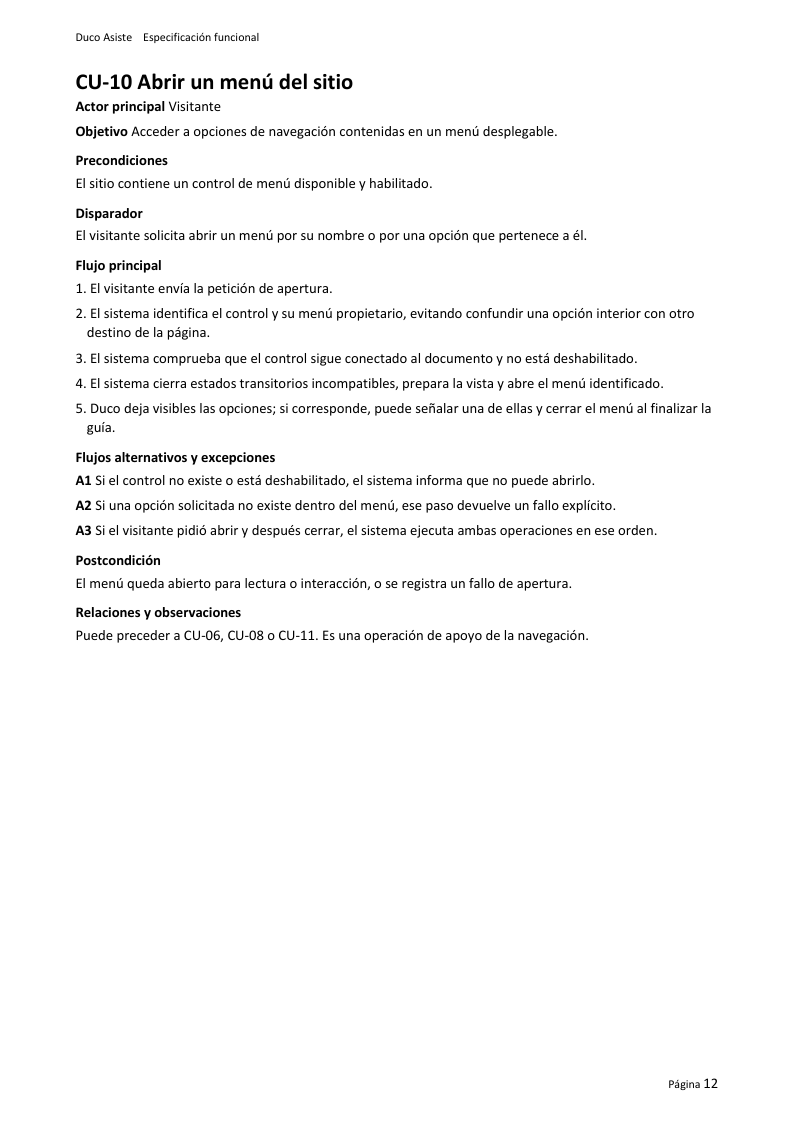 Duco Asiste    Especificación funcional
CU-10 Abrir un menú del sitio
Actor principal Visitante
Objetivo Acceder a opciones de navegación contenidas en un menú desplegable.
Precondiciones
El sitio contiene un control de menú disponible y habilitado.
Disparador
El visitante solicita abrir un menú por su nombre o por una opción que pertenece a él.
Flujo principal
1. El visitante envía la petición de apertura.
2. El sistema identifica el control y su menú propietario, evitando confundir una opción interior con otro
destino de la página.
3. El sistema comprueba que el control sigue conectado al documento y no está deshabilitado.
4. El sistema cierra estados transitorios incompatibles, prepara la vista y abre el menú identificado.
5. Duco deja visibles las opciones; si corresponde, puede señalar una de ellas y cerrar el menú al finalizar la
guía.
Flujos alternativos y excepciones
A1 Si el control no existe o está deshabilitado, el sistema informa que no puede abrirlo.
A2 Si una opción solicitada no existe dentro del menú, ese paso devuelve un fallo explícito.
A3 Si el visitante pidió abrir y después cerrar, el sistema ejecuta ambas operaciones en ese orden.
Postcondición
El menú queda abierto para lectura o interacción, o se registra un fallo de apertura.
Relaciones y observaciones
Puede preceder a CU-06, CU-08 o CU-11. Es una operación de apoyo de la navegación.
Página 12